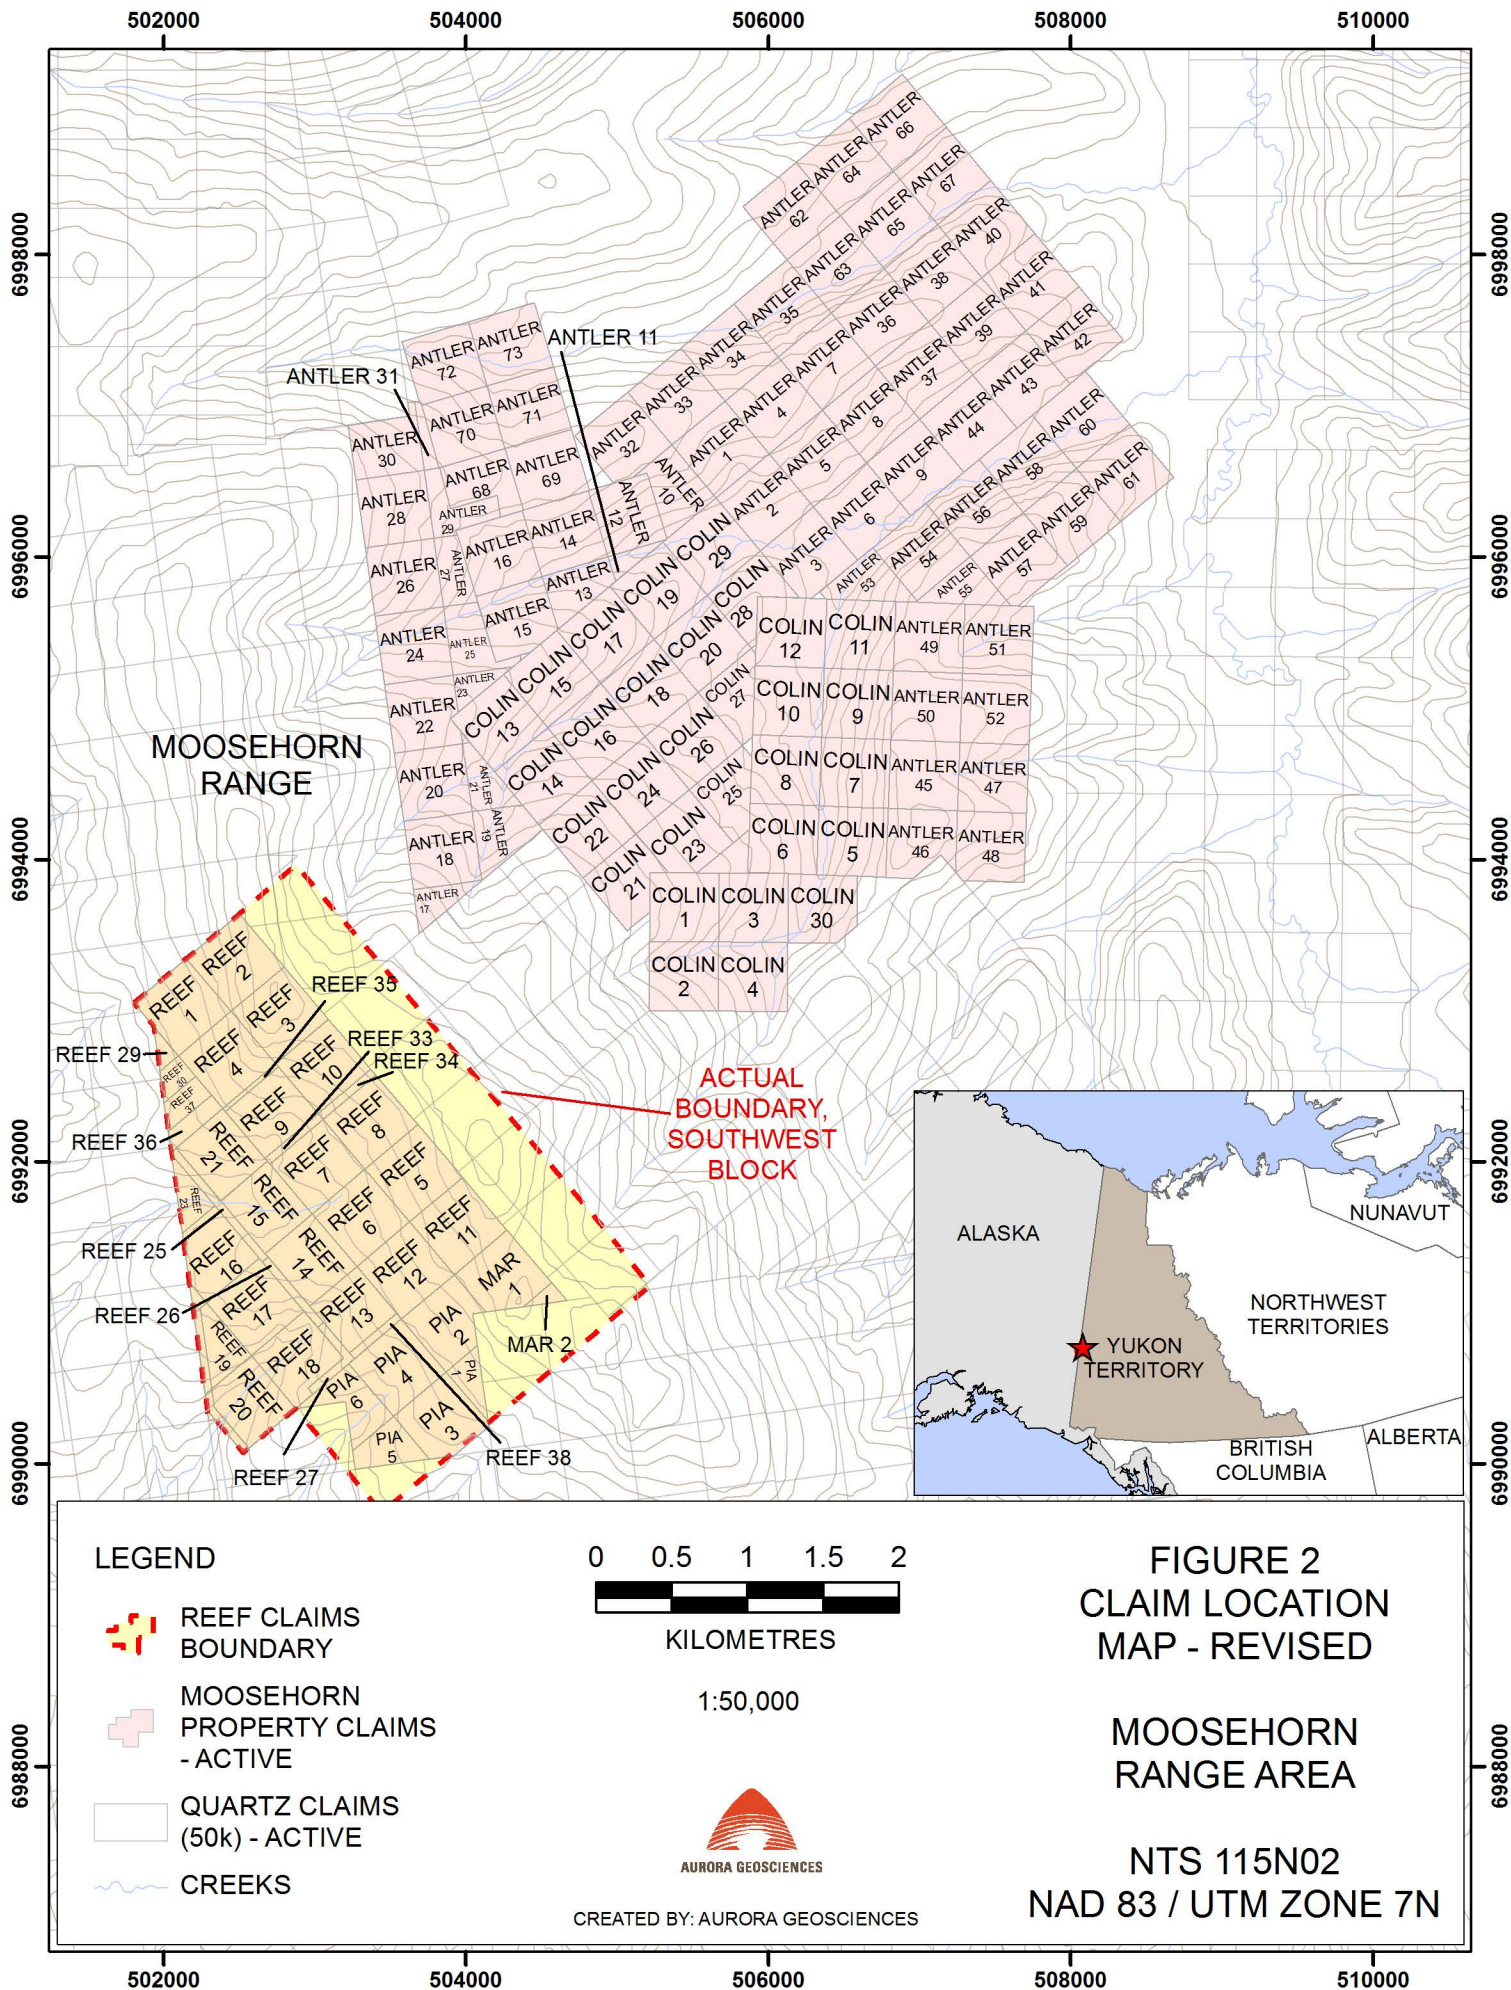 502000
504000
506000
508000
510000
6998000
6998000
6996000
6996000
6994000
6994000
6992000
6992000
6990000
6990000
6988000
6988000
ANTLER 66
ANTLER 64
ANTLER 62
ANTLER 67
ANTLER 65
ANTLER 63
ANTLER 35
ANTLER 34
ANTLER 33
ANTLER 32
ANTLER 40
ANTLER 38
ANTLER 36
ANTLER 7
ANTLER 4
ANTLER 1
ANTLER 10
ANTLER 12
ANTLER 41
ANTLER 39
ANTLER 37
ANTLER 8
ANTLER 5
ANTLER 2
ANTLER 42
ANTLER 43
ANTLER 44
ANTLER 9
ANTLER 6
ANTLER 3
ANTLER 60
ANTLER 58
ANTLER 56
ANTLER 54
ANTLER 53
ANTLER 61
ANTLER 59
ANTLER 57
ANTLER 55
ANTLER 11
ANTLER 31
ANTLER 72
ANTLER 73
ANTLER 70
ANTLER 71
ANTLER 30
ANTLER 68
ANTLER 69
ANTLER 28
ANTLER 29
ANTLER 16
ANTLER 14
ANTLER 26
ANTLER 27
ANTLER 13
ANTLER 15
ANTLER 24
ANTLER 25
ANTLER 23
ANTLER 22
ANTLER 20
ANTLER 21
ANTLER 19
ANTLER 18
ANTLER 17
COLIN 29
COLIN 19
COLIN 17
COLIN 15
COLIN 13
COLIN 28
COLIN 20
COLIN 18
COLIN 16
COLIN 14
COLIN 27
COLIN 26
COLIN 24
COLIN 22
COLIN 25
COLIN 23
COLIN 21
COLIN 12
COLIN 11
ANTLER 49
ANTLER 51
COLIN 10
COLIN 9
ANTLER 50
ANTLER 52
COLIN 8
COLIN 7
ANTLER 45
ANTLER 47
COLIN 6
COLIN 5
ANTLER 46
ANTLER 48
COLIN 1
COLIN 3
COLIN 30
COLIN 2
COLIN 4
MOOSEHORN
RANGE
REEF 2
REEF 1
REEF 3
REEF 4
REEF 35
REEF 33
REEF 34
REEF 29
REEF 30
REEF 37
REEF 10
REEF 9
REEF 8
REEF 36
REEF 21
REEF 7
REEF 5
REEF 23
REEF 15
REEF 6
REEF 11
REEF 25
REEF 16
REEF 14
REEF 12
MAR 1
REEF 26
REEF 17
REEF 13
PIA 2
MAR 2
REEF 19
REEF 18
PIA 4
PIA 1
REEF 20
PIA 6
PIA 3
PIA 5
REEF 27
REEF 38
ACTUAL
BOUNDARY,
SOUTHWEST
BLOCK
ALASKA
NUNAVUT
NORTHWEST
TERRITORIES
YUKON
TERRITORY
BRITISH
COLUMBIA
ALBERTA
LEGEND
REEF CLAIMS
BOUNDARY
MOOSEHORN
PROPERTY CLAIMS
- ACTIVE
QUARTZ CLAIMS
(50k) - ACTIVE
CREEKS
0 0.5 1 1.5 2
KILOMETRES
1:50,000
AURORA GEOSCIENCES
CREATED BY: AURORA GEOSCIENCES
FIGURE 2
CLAIM LOCATION
MAP - REVISED
MOOSEHORN
RANGE AREA
NTS 115N02
NAD 83 / UTM ZONE 7N
502000
504000
506000
508000
510000